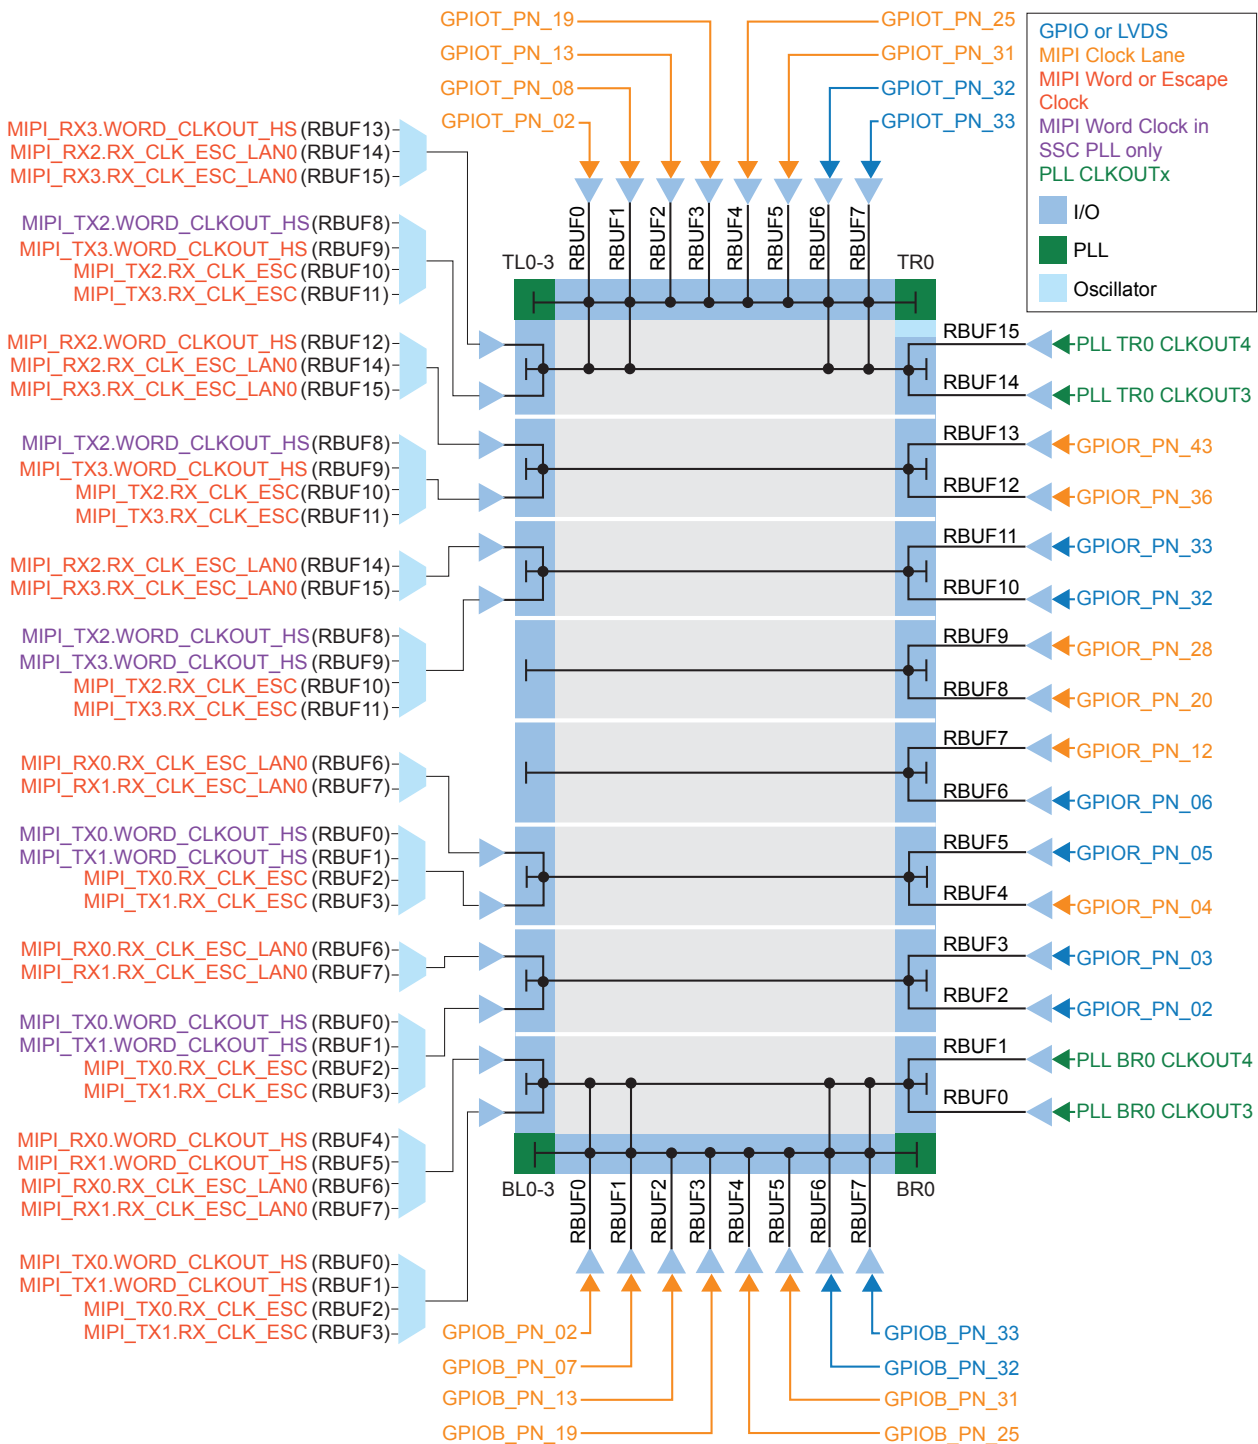 GPIOT_PN_19
GPIOT_PN_13
GPIOT_PN_08
GPIOT_PN_02
GPIOT_PN_25
GPIOT_PN_31
GPIOT_PN_32
GPIOT_PN_33
GPIO or LVDS
MIPI Clock Lane
MIPI Word or Escape
Clock
MIPI Word Clock in
SSC PLL only
PLL CLKOUTx
I/O
PLL
Oscillator
RBUF0
RBUF1
RBUF2
RBUF3
RBUF4
RBUF5
RBUF6
RBUF7
TL0-3
TR0
MIPI_RX3.WORD_CLKOUT_HS (RBUF13)
MIPI_RX2.RX_CLK_ESC_LAN0 (RBUF14)
MIPI_RX3.RX_CLK_ESC_LAN0 (RBUF15)
MIPI_TX2.WORD_CLKOUT_HS (RBUF8)
MIPI_TX3.WORD_CLKOUT_HS (RBUF9)
MIPI_TX2.RX_CLK_ESC (RBUF10)
MIPI_TX3.RX_CLK_ESC (RBUF11)
MIPI_RX2.WORD_CLKOUT_HS (RBUF12)
MIPI_RX2.RX_CLK_ESC_LAN0 (RBUF14)
MIPI_RX3.RX_CLK_ESC_LAN0 (RBUF15)
MIPI_TX2.WORD_CLKOUT_HS (RBUF8)
MIPI_TX3.WORD_CLKOUT_HS (RBUF9)
MIPI_TX2.RX_CLK_ESC (RBUF10)
MIPI_TX3.RX_CLK_ESC (RBUF11)
MIPI_RX2.RX_CLK_ESC_LAN0 (RBUF14)
MIPI_RX3.RX_CLK_ESC_LAN0 (RBUF15)
MIPI_TX2.WORD_CLKOUT_HS (RBUF8)
MIPI_TX3.WORD_CLKOUT_HS (RBUF9)
MIPI_TX2.RX_CLK_ESC (RBUF10)
MIPI_TX3.RX_CLK_ESC (RBUF11)
MIPI_RX0.RX_CLK_ESC_LAN0 (RBUF6)
MIPI_RX1.RX_CLK_ESC_LAN0 (RBUF7)
MIPI_TX0.WORD_CLKOUT_HS (RBUF0)
MIPI_TX1.WORD_CLKOUT_HS (RBUF1)
MIPI_TX0.RX_CLK_ESC (RBUF2)
MIPI_TX1.RX_CLK_ESC (RBUF3)
MIPI_RX0.RX_CLK_ESC_LAN0 (RBUF6)
MIPI_RX1.RX_CLK_ESC_LAN0 (RBUF7)
MIPI_TX0.WORD_CLKOUT_HS (RBUF0)
MIPI_TX1.WORD_CLKOUT_HS (RBUF1)
MIPI_TX0.RX_CLK_ESC (RBUF2)
MIPI_TX1.RX_CLK_ESC (RBUF3)
MIPI_RX0.WORD_CLKOUT_HS (RBUF4)
MIPI_RX1.WORD_CLKOUT_HS (RBUF5)
MIPI_RX0.RX_CLK_ESC_LAN0 (RBUF6)
MIPI_RX1.RX_CLK_ESC_LAN0 (RBUF7)
MIPI_TX0.WORD_CLKOUT_HS (RBUF0)
MIPI_TX1.WORD_CLKOUT_HS (RBUF1)
MIPI_TX0.RX_CLK_ESC (RBUF2)
MIPI_TX1.RX_CLK_ESC (RBUF3)
RBUF15 PLL TR0 CLKOUT4
RBUF14 PLL TR0 CLKOUT3
RBUF13 GPIOR_PN_43
RBUF12 GPIOR_PN_36
RBUF11 GPIOR_PN_33
RBUF10 GPIOR_PN_32
RBUF9 GPIOR_PN_28
RBUF8 GPIOR_PN_20
RBUF7 GPIOR_PN_12
RBUF6 GPIOR_PN_06
RBUF5 GPIOR_PN_05
RBUF4 GPIOR_PN_04
RBUF3 GPIOR_PN_03
RBUF2 GPIOR_PN_02
RBUF1 PLL BR0 CLKOUT4
RBUF0 PLL BR0 CLKOUT3
BL0-3
BR0
RBUF0
RBUF1
RBUF2
RBUF3
RBUF4
RBUF5
RBUF6
RBUF7
GPIOB_PN_02
GPIOB_PN_07
GPIOB_PN_13
GPIOB_PN_19
GPIOB_PN_33
GPIOB_PN_32
GPIOB_PN_31
GPIOB_PN_25